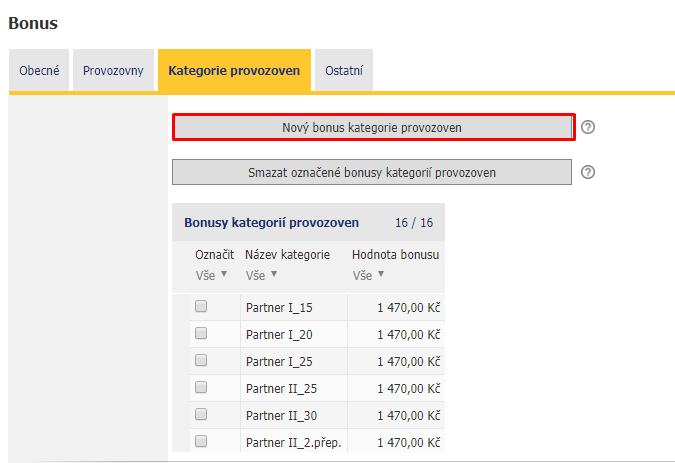 Bonus
Obecné Provozovny Kategorie provozoven Ostatní
Nový bonus kategorie provozoven ?
Smazat označené bonusy kategorií provozoven ?
Bonusy kategorií provozoven 16 / 16
Označit Název kategorie Hodnota bonusu
Vše ▼ Vše ▼ Vše ▼
Partner I_15 1 470,00 Kč
Partner I_20 1 470,00 Kč
Partner I_25 1 470,00 Kč
Partner II_25 1 470,00 Kč
Partner II_30 1 470,00 Kč
Partner II_2.přep. 1 470,00 Kč